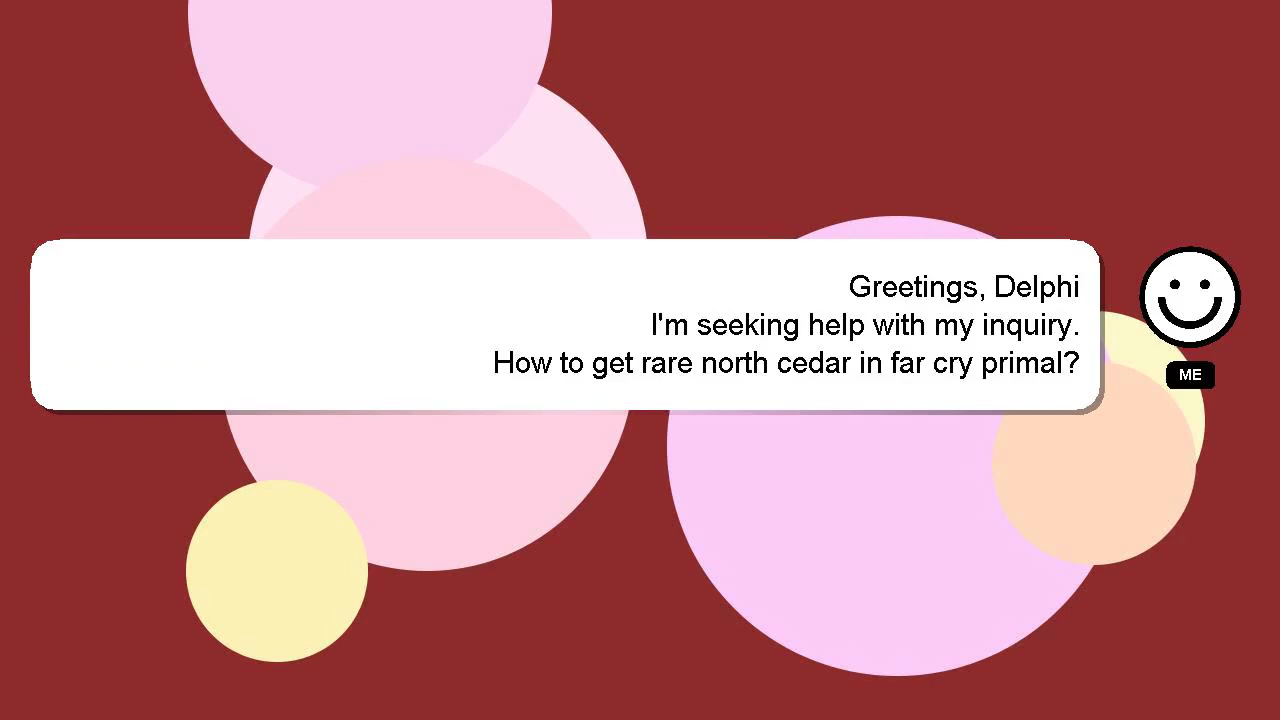 Greetings, Delphi
I'm seeking help with my inquiry.
How to get rare north cedar in far cry primal?
ME